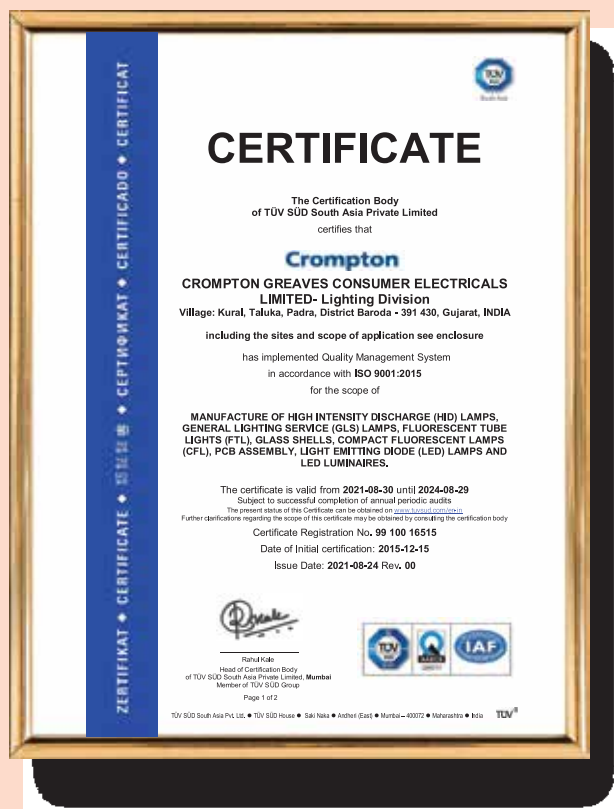 ZERTIFIKAT ◆ CERTIFICATE ◆ ◆ СЕРТИФИКАТ ◆ CERTIFICADO ◆ CERTIFICAT
TÜV
South Asia
CERTIFICATE
The Certification Body
of TÜV SÜD South Asia Private Limited
certifies that
Crompton
CROMPTON GREAVES CONSUMER ELECTRICALS
LIMITED- Lighting Division
Village: Kural, Taluka, Padra, District Baroda - 391 430, Gujarat, INDIA
including the sites and scope of application see enclosure
has implemented Quality Management System
in accordance with ISO 9001:2015
for the scope of
MANUFACTURE OF HIGH INTENSITY DISCHARGE (HID) LAMPS,
GENERAL LIGHTING SERVICE (GLS) LAMPS, FLUORESCENT TUBE
LIGHTS (FTL), GLASS SHELLS, COMPACT FLUORESCENT LAMPS
(CFL), PCB ASSEMBLY, LIGHT EMITTING DIODE (LED) LAMPS AND
LED LUMINAIRES.
The certificate is valid from 2021-08-30 until 2024-08-29
Subject to successful completion of annual periodic audits
The present status of this Certificate can be obtained on www.tuvsud.com/en-in
Further clarifications regarding the scope of this certificate may be obtained by consulting the certification body
Certificate Registration No. 99 100 16515
Date of Initial certification: 2015-12-15
Issue Date: 2021-08-24 Rev. 00
Rahul Kale
Head of Certification Body
of TÜV SÜD South Asia Private Limited, Mumbai
Member of TÜV SÜD Group
Page 1 of 2
TÜV
IAF
TÜV SÜD South Asia Pvt. Ltd. ● TÜV SÜD House ● Saki Naka ● Andheri (East) ● Mumbai – 400072 ● Maharashtra ● India TÜV®